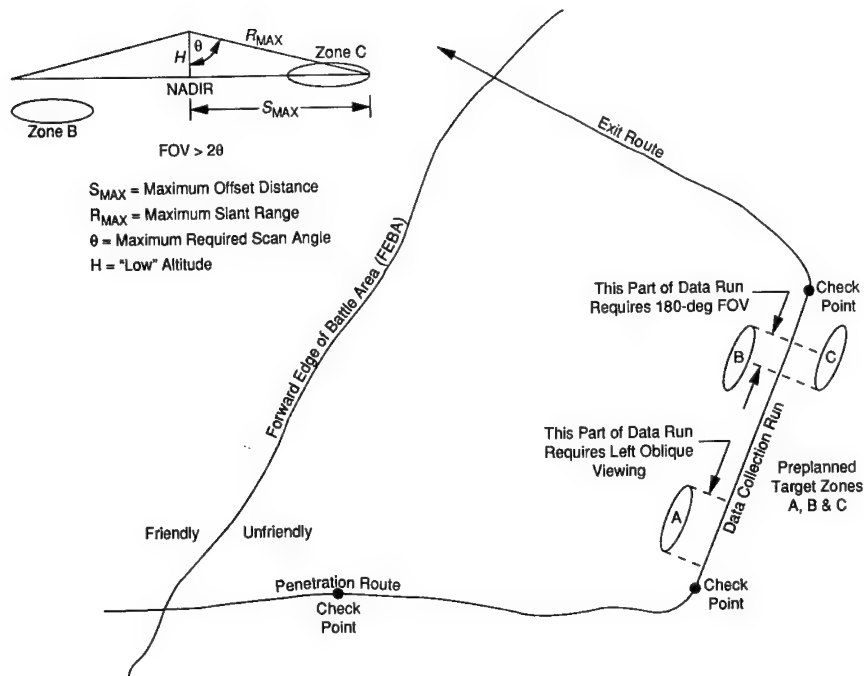 θ
R_MAX
Zone C
H
NADIR
S_MAX
Zone B
FOV > 2θ
S_MAX = Maximum Offset Distance
R_MAX = Maximum Slant Range
θ = Maximum Required Scan Angle
H = "Low" Altitude
Exit Route
Forward Edge of Battle Area (FEBA)
This Part of Data Run
Requires 180-deg FOV
Check
Point
B
C
This Part of Data Run
Requires Left Oblique
Viewing
Data Collection Run
Preplanned
Target Zones
A, B & C
A
Friendly
Unfriendly
Penetration Route
Check
Point
Check
Point